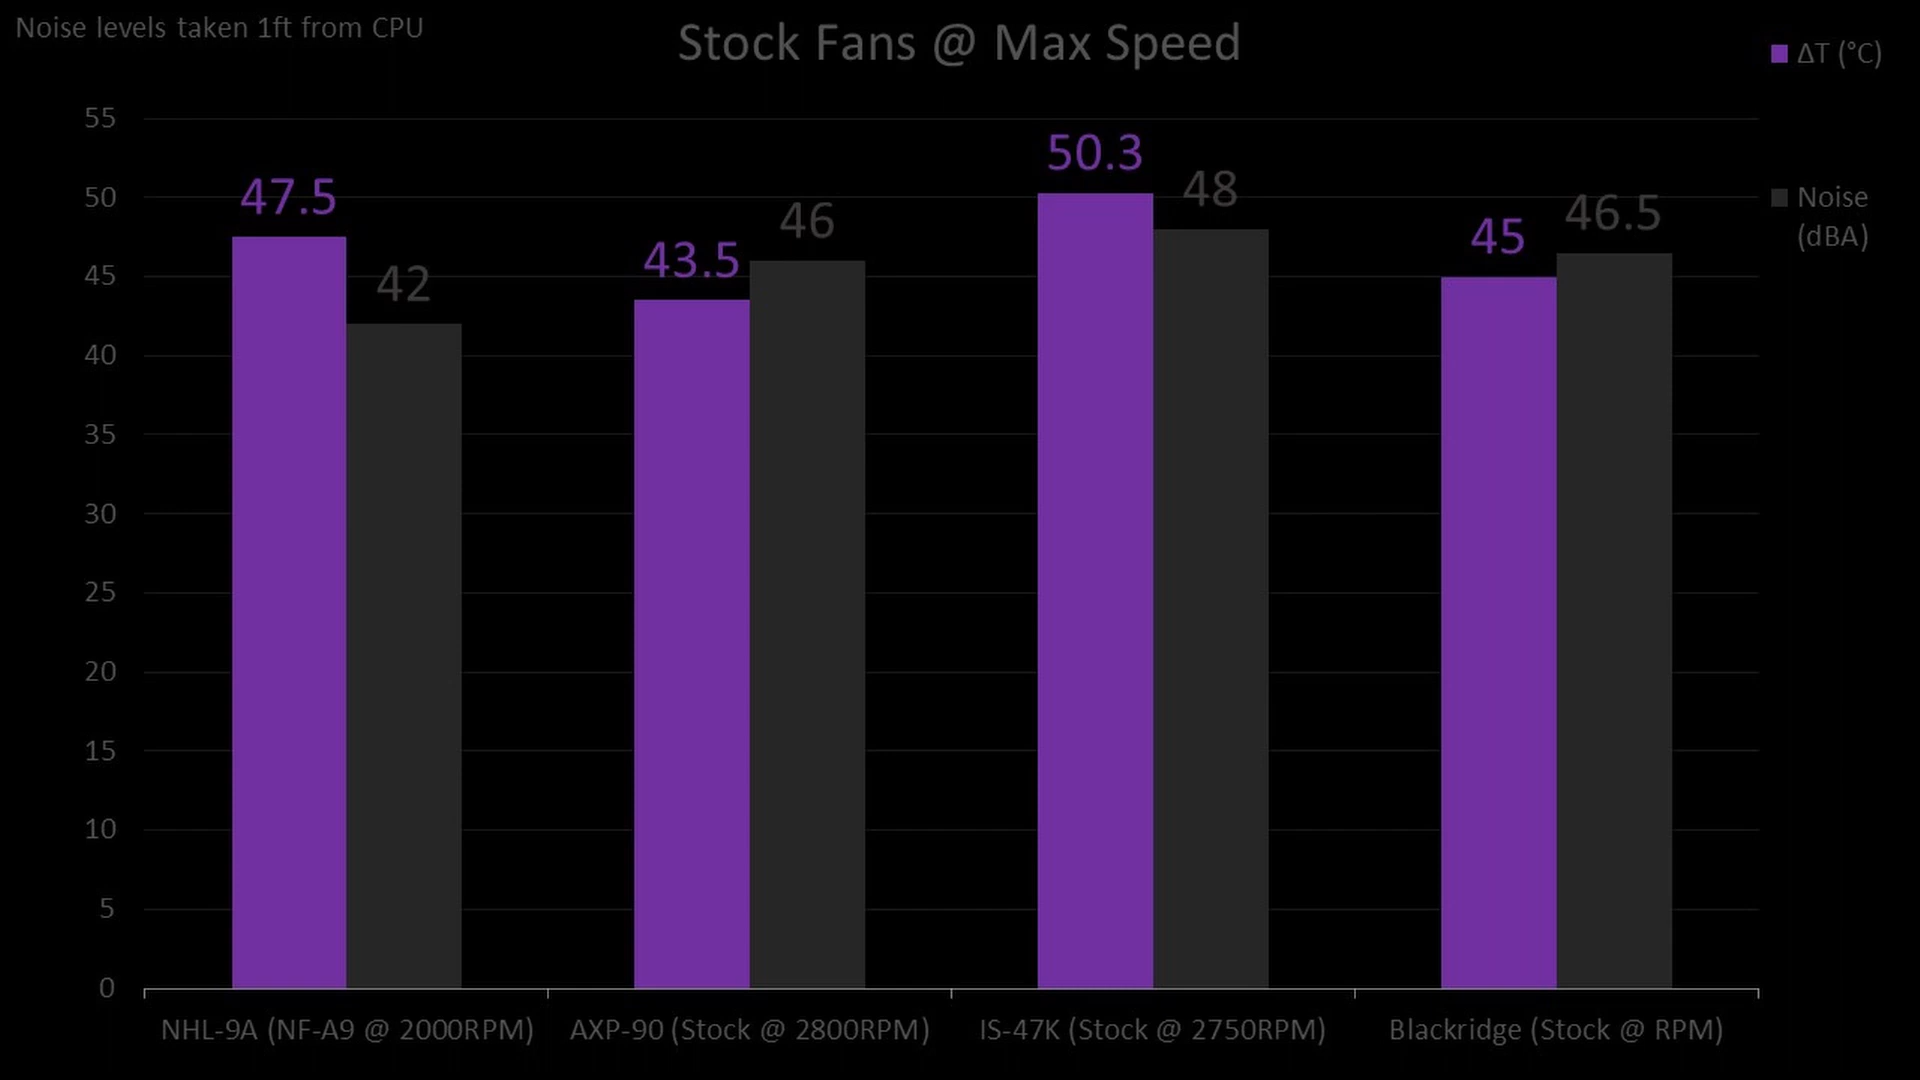 Noise levels taken 1ft from CPU
Stock Fans @ Max Speed
ΔT (°C)
Noise
(dBA)
55
50
45
40
35
30
25
20
15
10
5
0
47.5
42
43.5
46
50.3
48
45
46.5
NHL-9A (NF-A9 @ 2000RPM)
AXP-90 (Stock @ 2800RPM)
IS-47K (Stock @ 2750RPM)
Blackridge (Stock @ RPM)